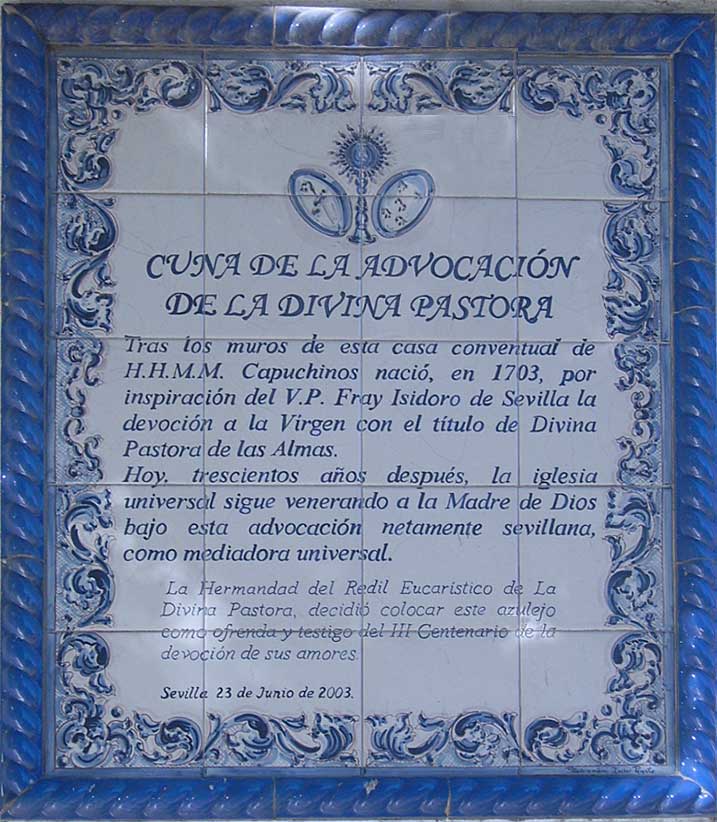 CUNA DE LA ADVOCACIÓN
DE LA DIVINA PASTORA
Tras los muros de esta casa conventual de
H.H.M.M. Capuchinos nació, en 1703, por
inspiración del V.P. Fray Isidoro de Sevilla la
devoción a la Virgen con el título de Divina
Pastora de las Almas.
Hoy, trescientos años después, la iglesia
universal sigue venerando a la Madre de Dios
bajo esta advocación netamente sevillana,
como mediadora universal.
La Hermandad del Redil Eucarístico de La
Divina Pastora, decidió colocar este azulejo
como ofrenda y testigo del III Centenario de la
devoción de sus amores.
Sevilla 23 de Junio de 2003.